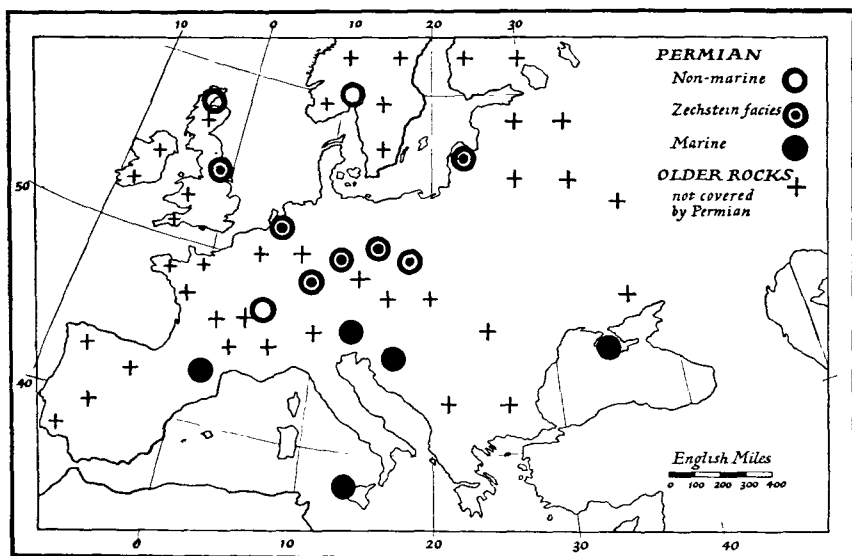 10 0 10 20 30
PERMIAN
Non-marine
Zechstein facies
Marine
OLDER ROCKS
not covered
by Permian
50
40
English Miles
0 100 200 300 400
0 10 20 30 40